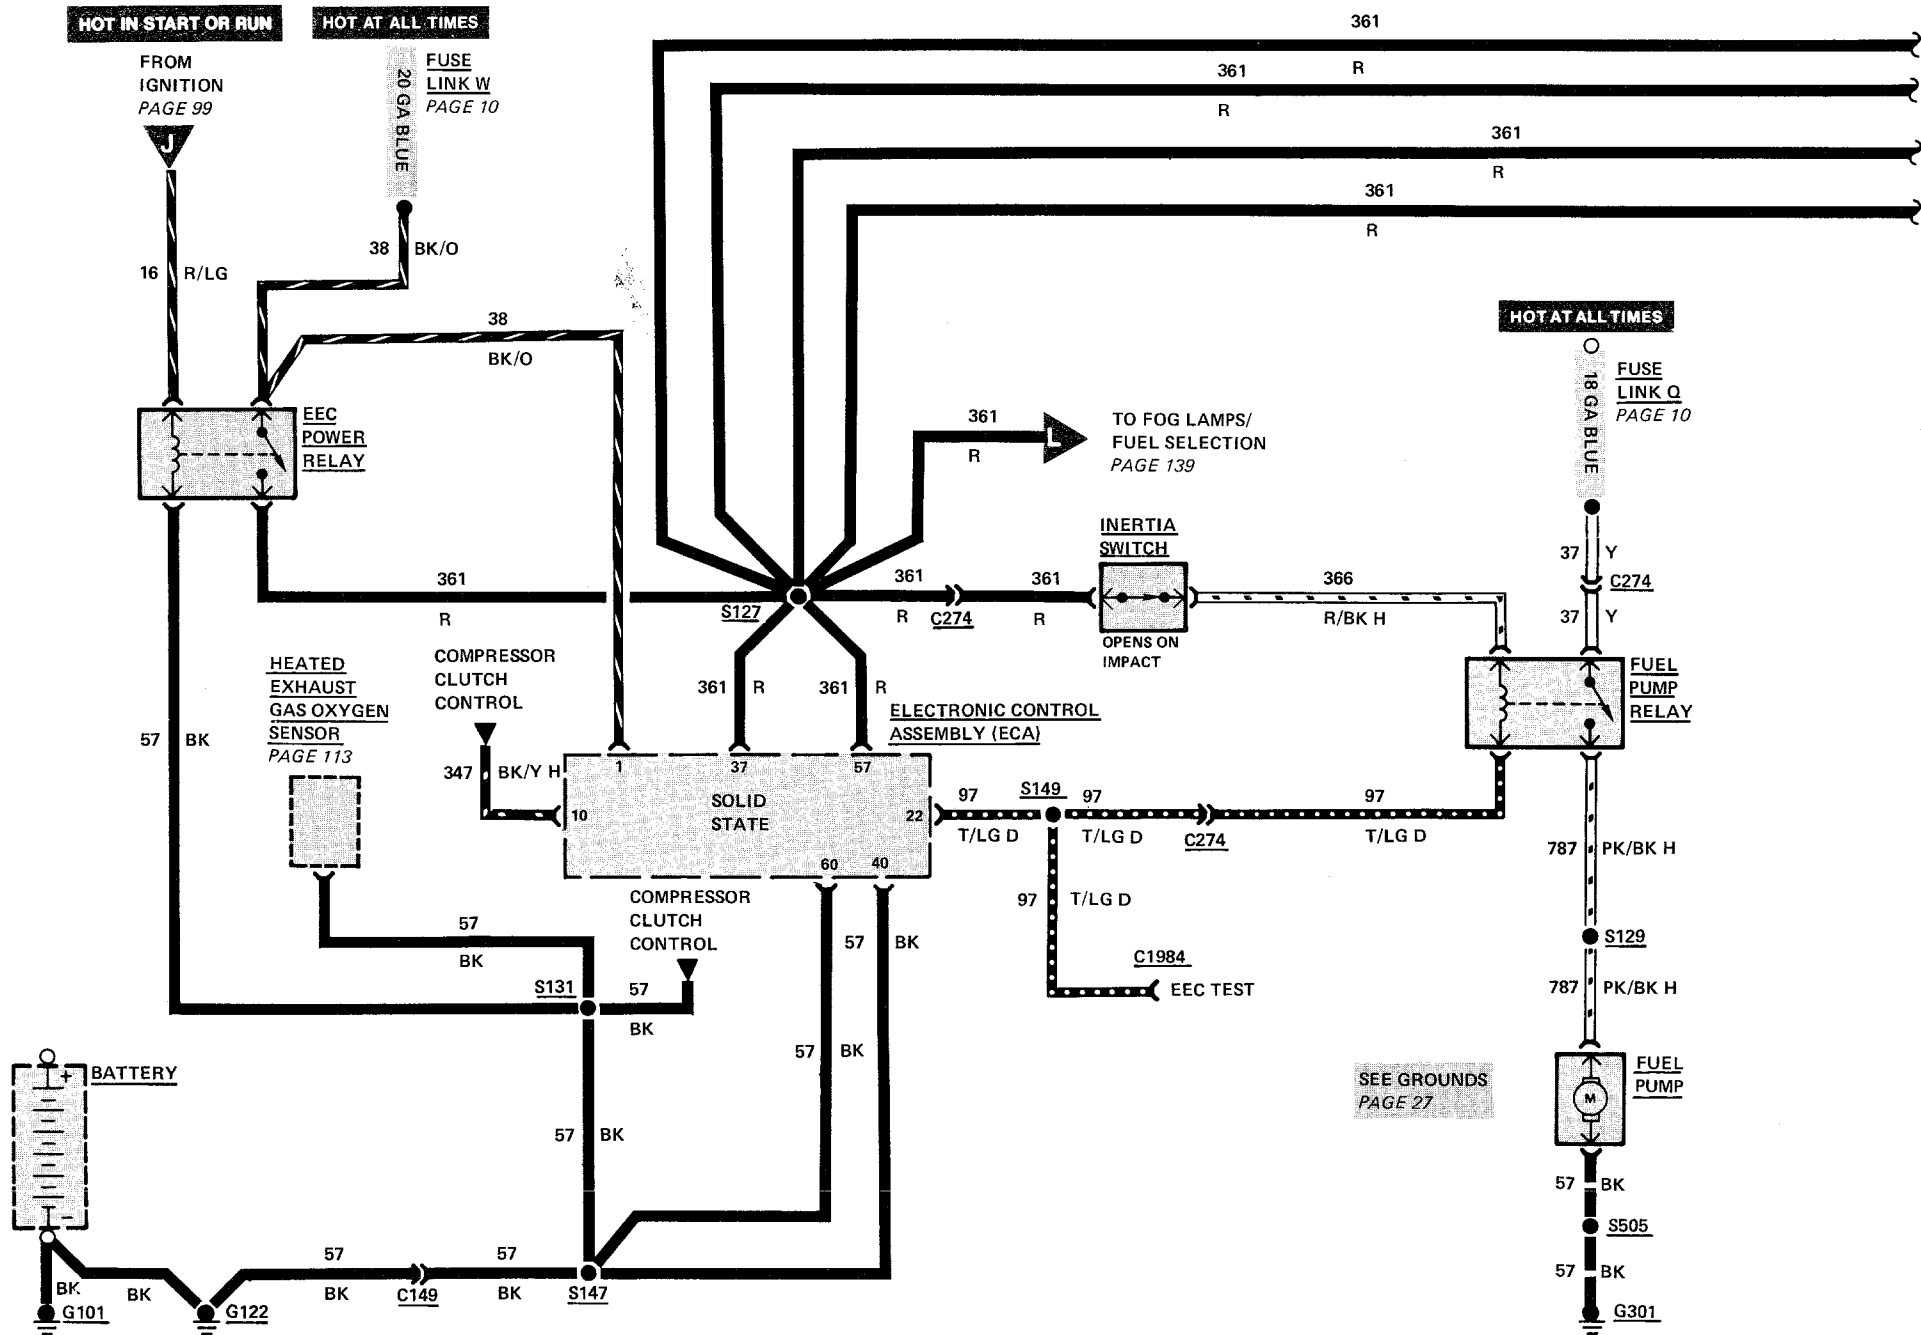 HOT IN START OR RUN
HOT AT ALL TIMES
FROM
IGNITION
PAGE 99
J
20 GA BLUE
FUSE
LINK W
PAGE 10
361
R
361
R
361
R
361
R
16 R/LG
38 BK/O
38
BK/O
EEC
POWER
RELAY
361
R
L
TO FOG LAMPS/
FUEL SELECTION
PAGE 139
HOT AT ALL TIMES
18 GA BLUE
FUSE
LINK Q
PAGE 10
37 Y
C274
37 Y
INERTIA
SWITCH
OPENS ON
IMPACT
361
R
S127
361
R
C274
361
R
366
R/BK H
FUEL
PUMP
RELAY
HEATED
EXHAUST
GAS OXYGEN
SENSOR
PAGE 113
COMPRESSOR
CLUTCH
CONTROL
361 R
361 R
ELECTRONIC CONTROL
ASSEMBLY (ECA)
57 BK
347 BK/Y H
1
37
57
10
SOLID
STATE
22
60
40
97
T/LG D
S149
97
T/LG D
C274
97
T/LG D
787 PK/BK H
97 T/LG D
C1984
EEC TEST
S129
787 PK/BK H
COMPRESSOR
CLUTCH
CONTROL
57
BK
S131
57
BK
57 BK
57 BK
57 BK
BATTERY
+
-
SEE GROUNDS
PAGE 27
FUEL
PUMP
M
57 BK
S505
57 BK
G301
BK
G101
BK
G122
57
BK
C149
57
BK
S147